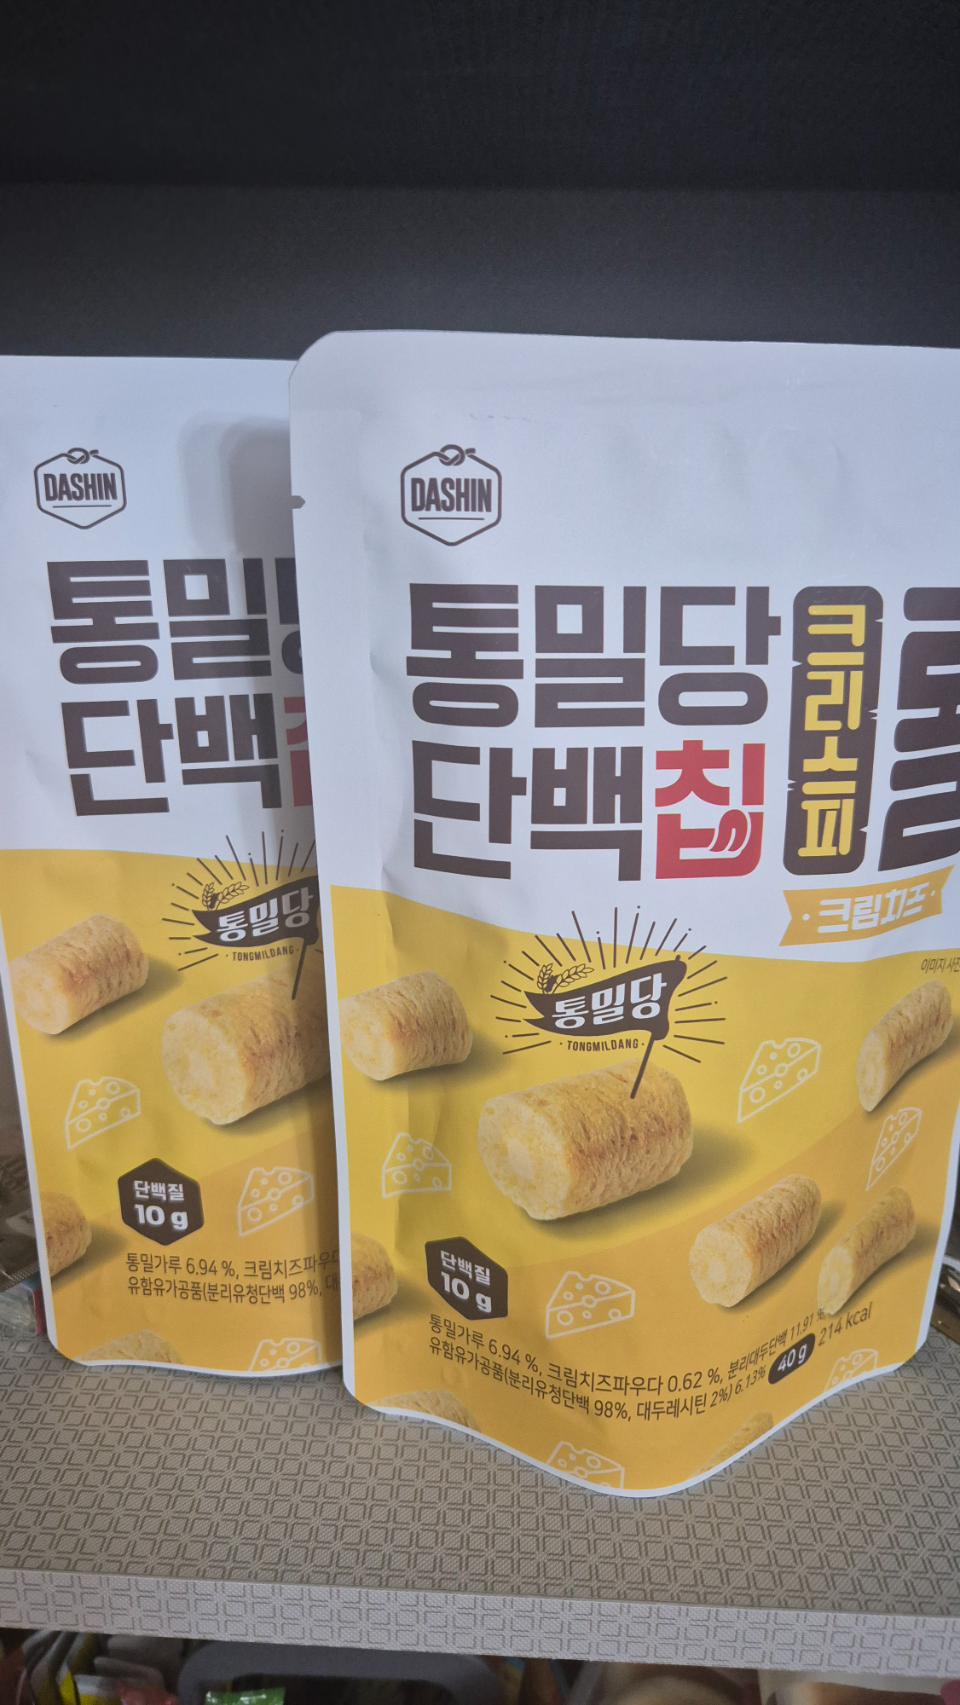 DASHIN
통밀
단백
통밀당
TONGMILDANG
단백질
10 g
통밀가루 6.94 %, 크림치즈파우다
유함유가공품(분리유청단백 98%, 대
DASHIN
통밀당
단백칩
크리스피
크림치즈
이미지 사진
통밀당
TONGMILDANG
단백질
10 g
통밀가루 6.94 %, 크림치즈파우다 0.62 %, 분리대두단백 11.91 %
유함유가공품(분리유청단백 98%, 대두레시틴 2%) 6.13%
40 g 214 kcal